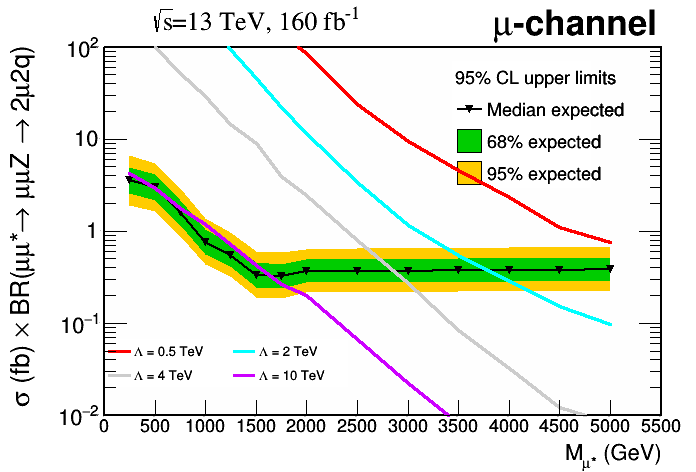 √s=13 TeV, 160 fb⁻¹
μ-channel
σ (fb) × BR(μμ*→ μμZ → 2μ2q)
10²
10
1
10⁻¹
10⁻²
95% CL upper limits
Median expected
68% expected
95% expected
Λ = 0.5 TeV
Λ = 2 TeV
Λ = 4 TeV
Λ = 10 TeV
0 500 1000 1500 2000 2500 3000 3500 4000 4500 5000 5500
M_μ* (GeV)